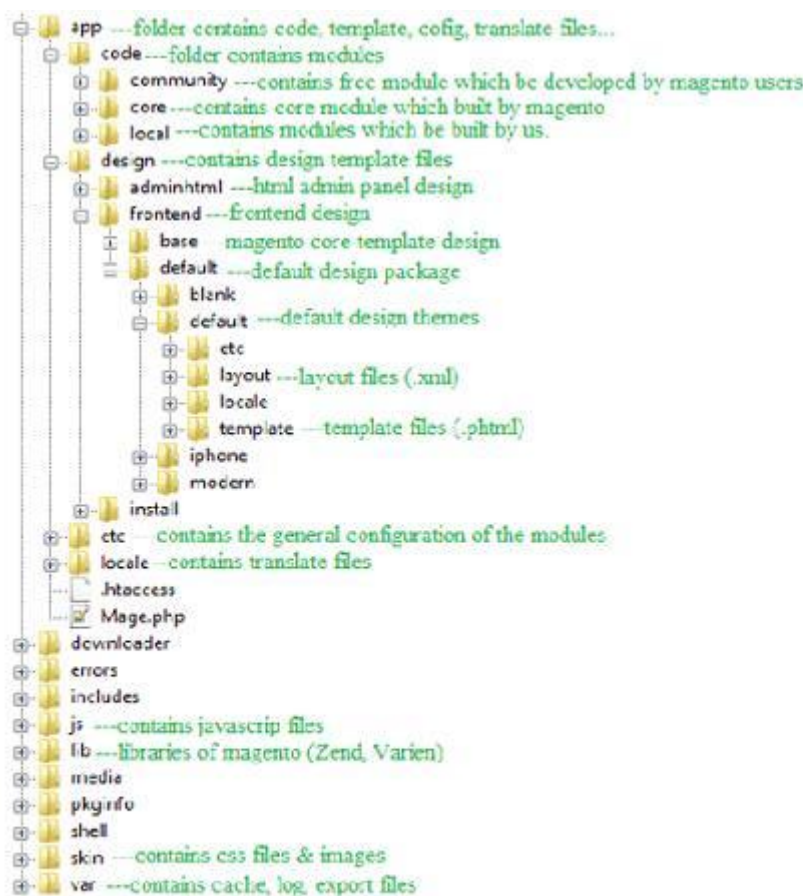 app ---folder contains code, template, cofig, translate files...
code ---folder contains modules
community ---contains free module which be developed by magento users
core ---contains core module which built by magento
local ---contains modules which be built by us.
design ---contains design template files
adminhtml ---html admin panel design
frontend ---frontend design
base magento core template design
default ---default design package
blank
default ---default design themes
etc
layout ---layout files (.xml)
locale
template ---template files (.phtml)
iphone
modern
install
etc ---contains the general configuration of the modules
locale ---contains translate files
.htaccess
Mage.php
downloader
errors
includes
js ---contains javascrip files
lib ---libraries of magento (Zend, Varien)
media
pkginfo
shell
skin ---contains css files & images
var ---contains cache, log, export files